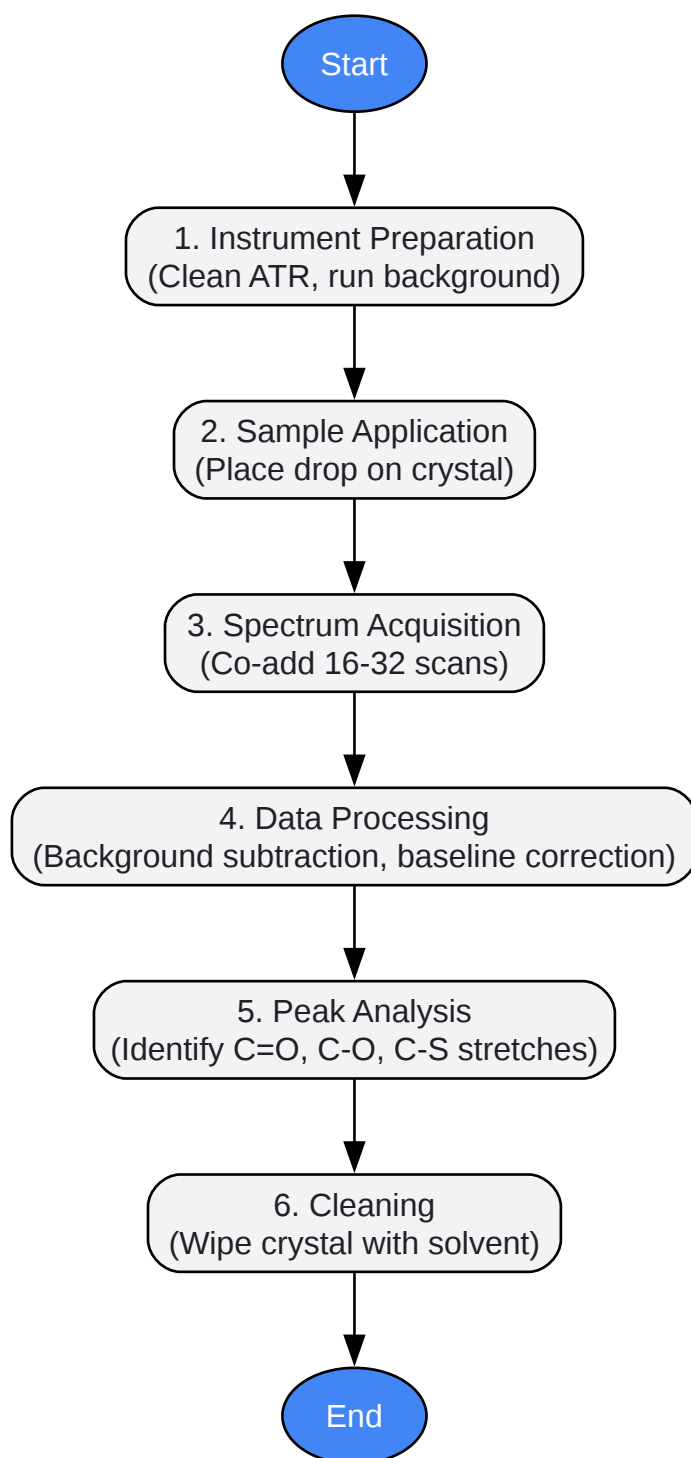 Start
1. Instrument Preparation
(Clean ATR, run background)
2. Sample Application
(Place drop on crystal)
3. Spectrum Acquisition
(Co-add 16-32 scans)
4. Data Processing
(Background subtraction, baseline correction)
5. Peak Analysis
(Identify C=O, C-O, C-S stretches)
6. Cleaning
(Wipe crystal with solvent)
End